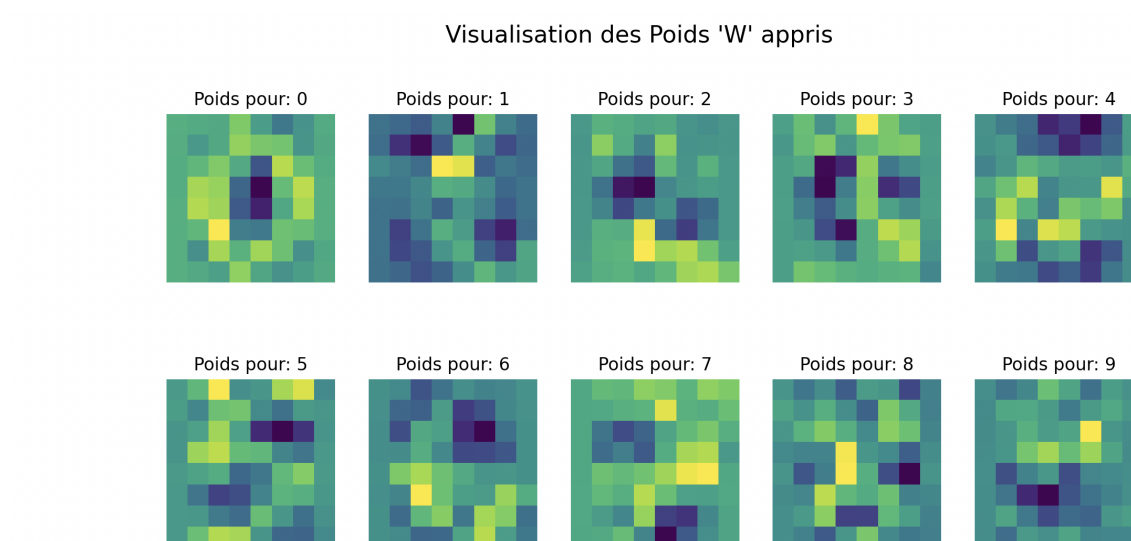 Visualisation des Poids 'W' appris
Poids pour: 0 Poids pour: 1 Poids pour: 2 Poids pour: 3 Poids pour: 4
Poids pour: 5 Poids pour: 6 Poids pour: 7 Poids pour: 8 Poids pour: 9